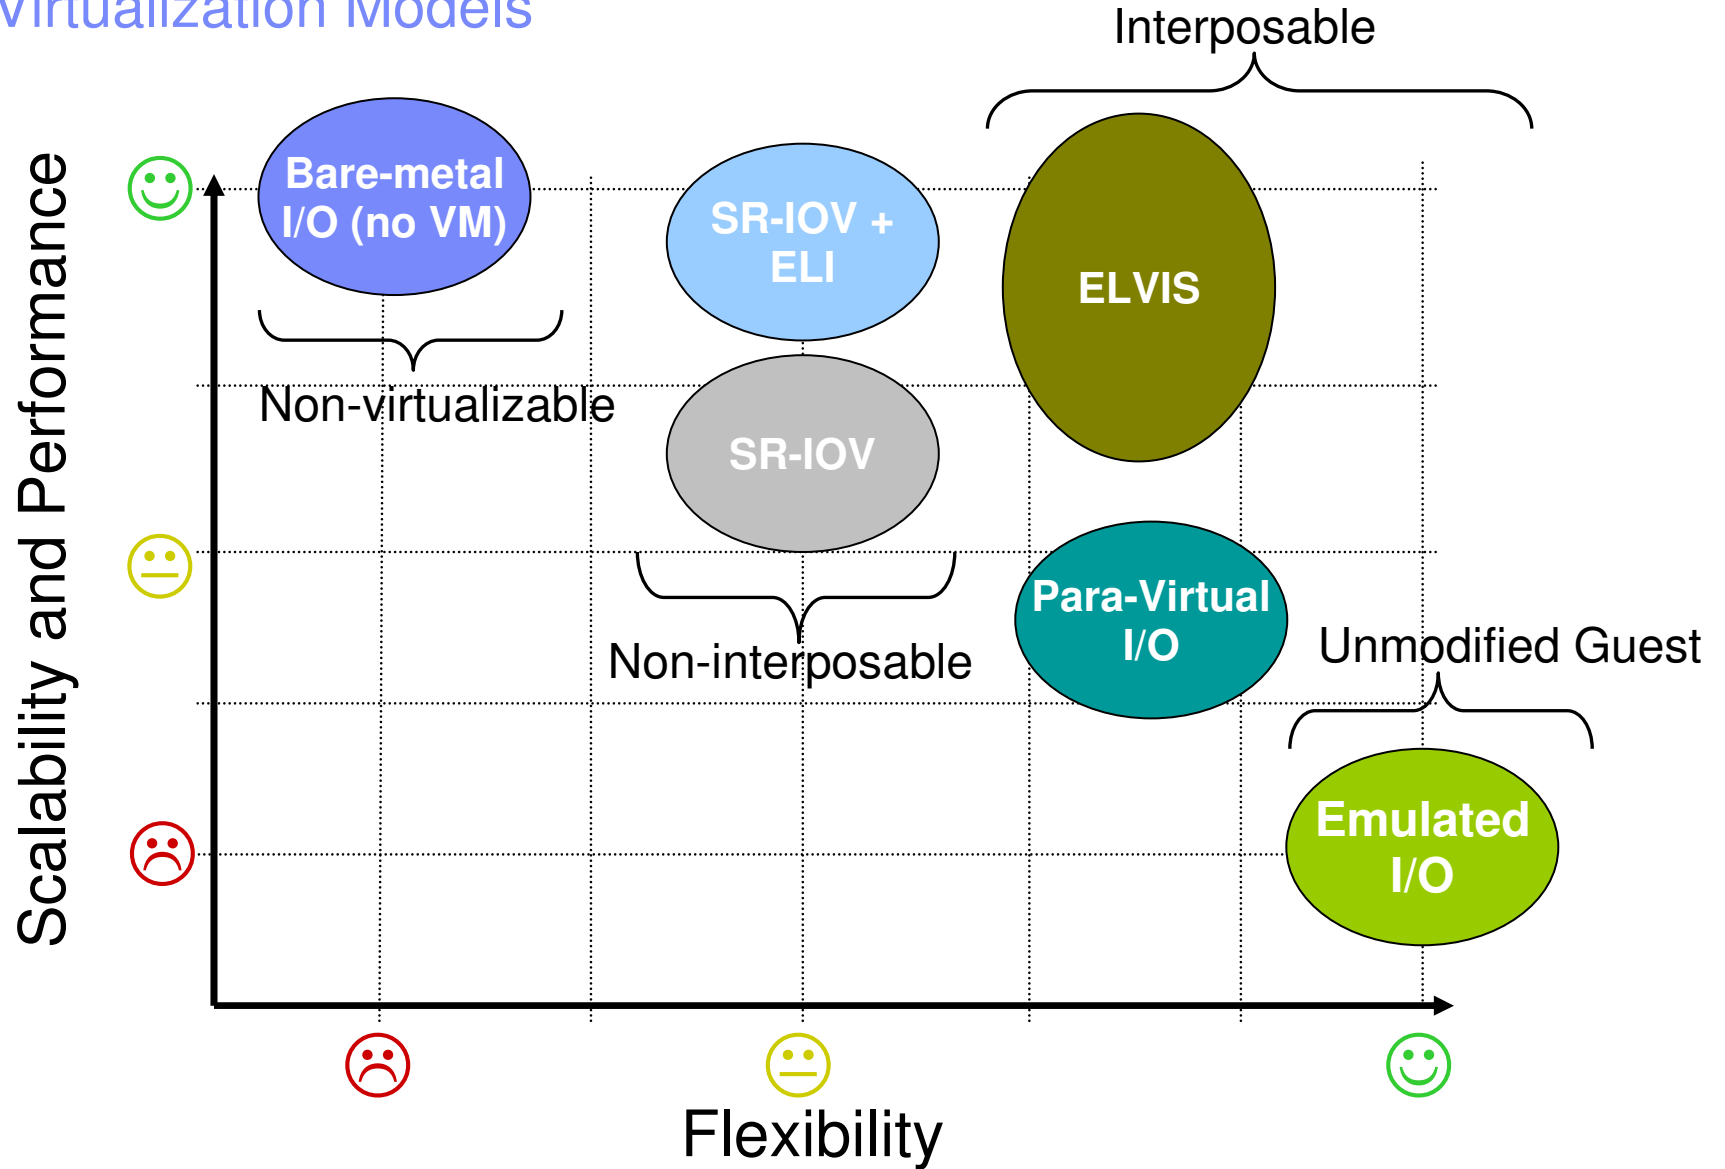 Virtualization Models
Interposable
Bare-metal
I/O (no VM)
SR-IOV +
ELI
ELVIS
Non-virtualizable
SR-IOV
Para-Virtual
I/O
Non-interposable
Unmodified Guest
Emulated
I/O
Scalability and Performance
Flexibility